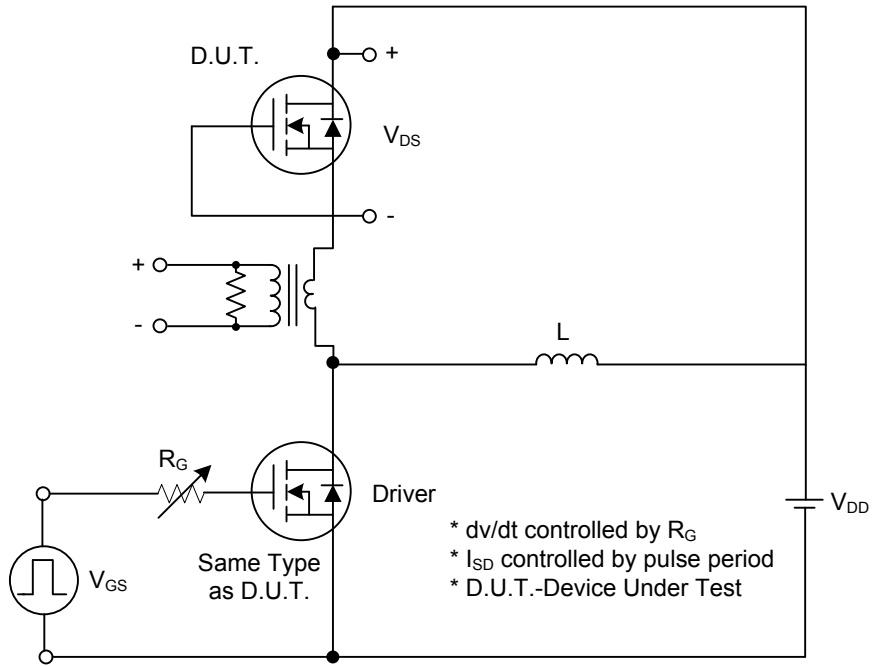 D.U.T.
+
V_DS
-
+
-
L
R_G
Driver
V_DD
Same Type
as D.U.T.
V_GS
* dv/dt controlled by R_G
* I_SD controlled by pulse period
* D.U.T.-Device Under Test